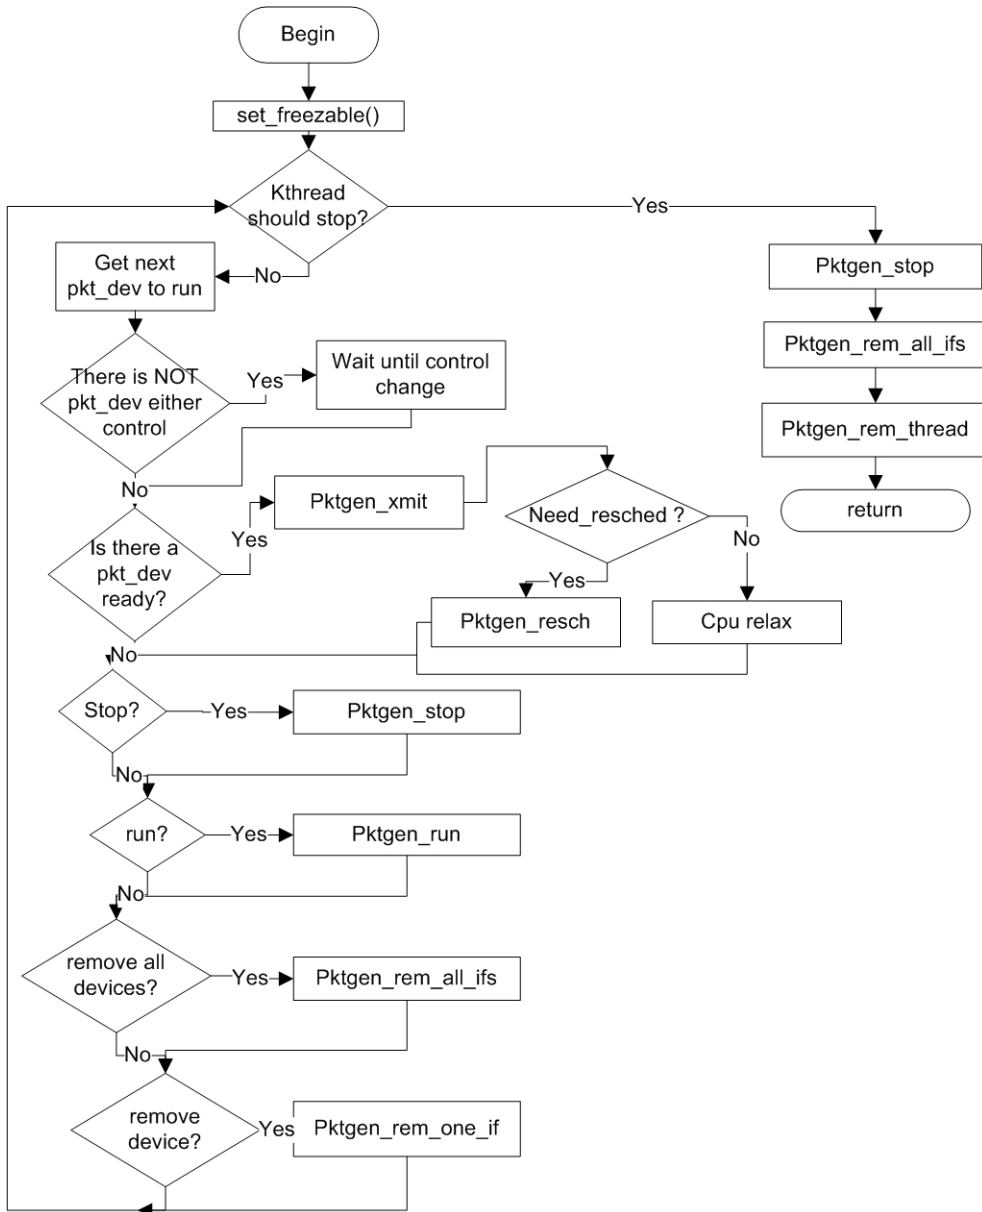 Begin
set_freezable()
Kthread
should stop?
Yes
No
Get next
pkt_dev to run
Pktgen_stop
Pktgen_rem_all_ifs
Pktgen_rem_thread
return
There is NOT
pkt_dev either
control
Yes
Wait until control
change
No
Is there a
pkt_dev
ready?
Yes
Pktgen_xmit
Need_resched ?
No
Yes
Pktgen_resch
Cpu relax
No
Stop?
Yes
Pktgen_stop
No
run?
Yes
Pktgen_run
No
remove all
devices?
Yes
Pktgen_rem_all_ifs
No
remove
device?
Yes
Pktgen_rem_one_if